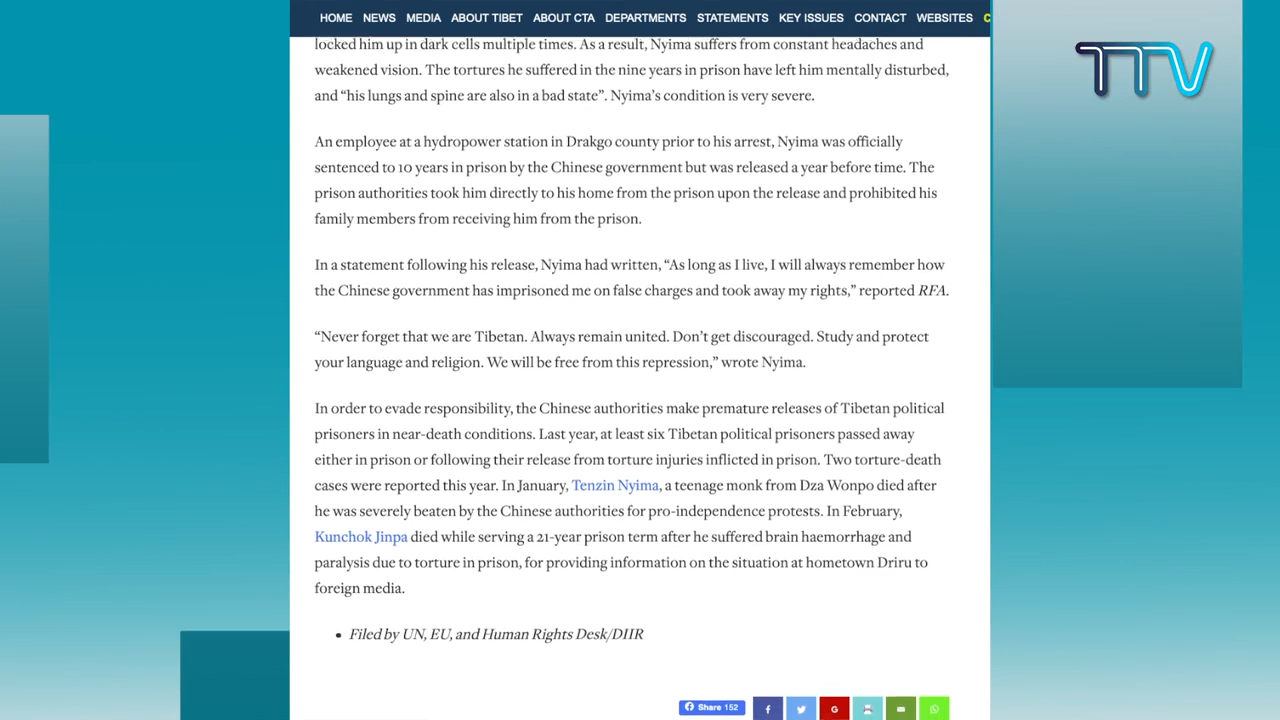 HOME NEWS MEDIA ABOUT TIBET ABOUT CTA DEPARTMENTS STATEMENTS KEY ISSUES CONTACT WEBSITES C
TTV
locked him up in dark cells multiple times. As a result, Nyima suffers from constant headaches and
weakened vision. The tortures he suffered in the nine years in prison have left him mentally disturbed,
and “his lungs and spine are also in a bad state”. Nyima’s condition is very severe.
An employee at a hydropower station in Drakgo county prior to his arrest, Nyima was officially
sentenced to 10 years in prison by the Chinese government but was released a year before time. The
prison authorities took him directly to his home from the prison upon the release and prohibited his
family members from receiving him from the prison.
In a statement following his release, Nyima had written, “As long as I live, I will always remember how
the Chinese government has imprisoned me on false charges and took away my rights,” reported RFA.
“Never forget that we are Tibetan. Always remain united. Don’t get discouraged. Study and protect
your language and religion. We will be free from this repression,” wrote Nyima.
In order to evade responsibility, the Chinese authorities make premature releases of Tibetan political
prisoners in near-death conditions. Last year, at least six Tibetan political prisoners passed away
either in prison or following their release from torture injuries inflicted in prison. Two torture-death
cases were reported this year. In January, Tenzin Nyima, a teenage monk from Dza Wonpo died after
he was severely beaten by the Chinese authorities for pro-independence protests. In February,
Kunchok Jinpa died while serving a 21-year prison term after he suffered brain haemorrhage and
paralysis due to torture in prison, for providing information on the situation at hometown Driru to
foreign media.
• Filed by UN, EU, and Human Rights Desk/DIIR
Share 152